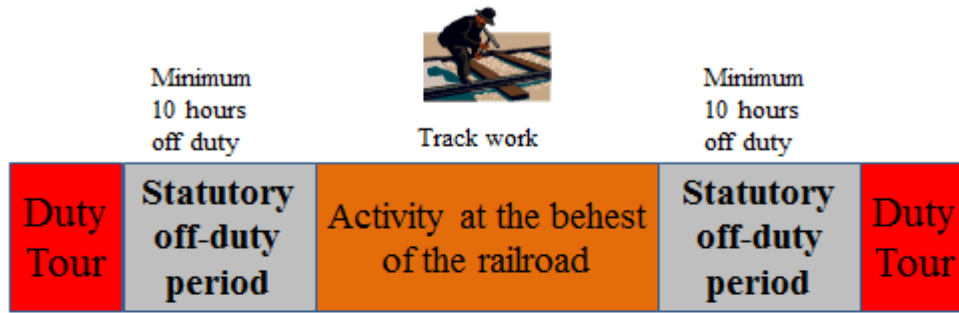 Minimum
10 hours
off duty
Track work
Minimum
10 hours
off duty
Duty
Tour
Statutory
off-duty
period
Activity at the behest
of the railroad
Statutory
off-duty
period
Duty
Tour